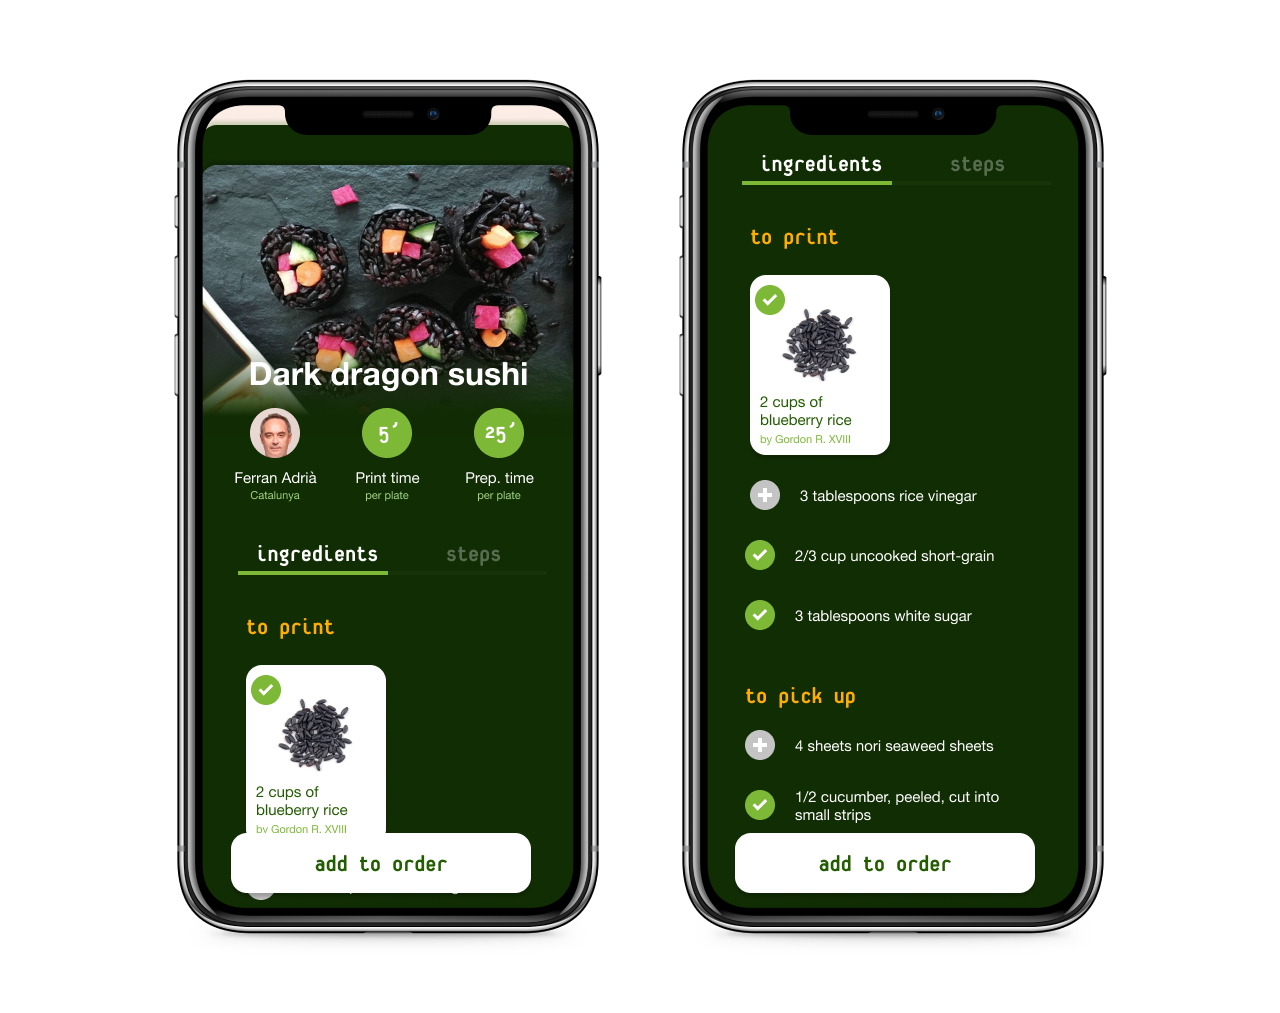 Dark dragon sushi
5′
25′
Ferran Adrià
Print time
Prep. time
Catalunya
per plate
per plate
ingredients
steps
to print
2 cups of
blueberry rice
by Gordon R. XVIII
add to order
ingredients
steps
to print
2 cups of
blueberry rice
by Gordon R. XVIII
3 tablespoons rice vinegar
2/3 cup uncooked short-grain
3 tablespoons white sugar
to pick up
4 sheets nori seaweed sheets
1/2 cucumber, peeled, cut into
small strips
add to order